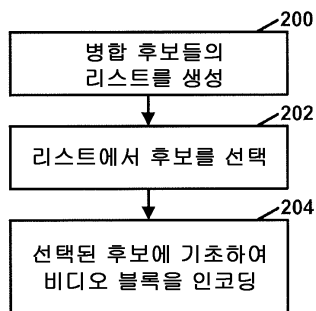 200
병합 후보들의
리스트를 생성
202
리스트에서 후보를 선택
204
선택된 후보에 기초하여
비디오 블록을 인코딩